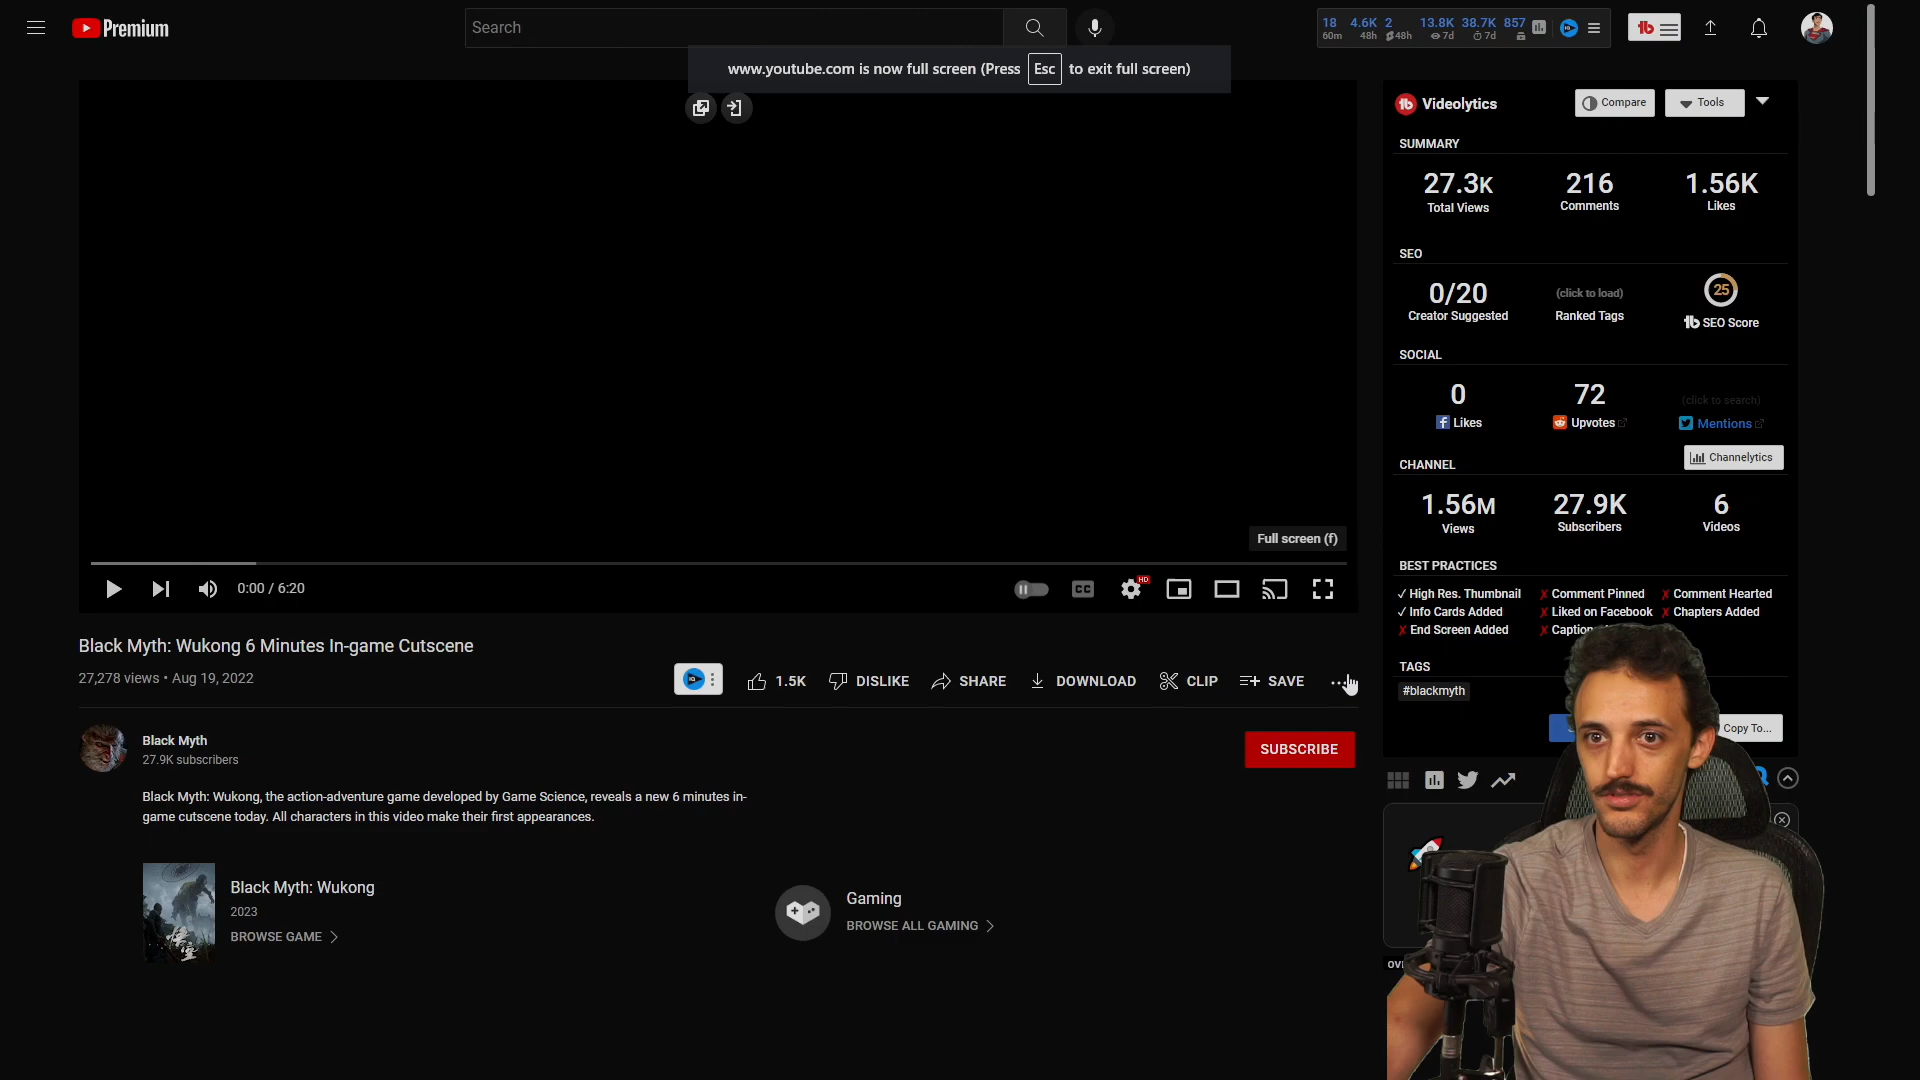 Premium
Search
18 4.6K 2 13.8K 38.7K 857
60m 48h 48h 7d 7d
www.youtube.com is now full screen (Press Esc to exit full screen)
Videolytics
Compare
Tools
SUMMARY
27.3K 216 1.56K
Total Views Comments Likes
SEO
0/20 (click to load) 25
Creator Suggested Ranked Tags tb SEO Score
SOCIAL
0 72 (click to search)
f Likes Upvotes Mentions
Channelytics
CHANNEL
1.56M 27.9K 6
Views Subscribers Videos
Full screen (f)
0:00 / 6:20
CC
HD
BEST PRACTICES
✓ High Res. Thumbnail ✗ Comment Pinned ✗ Comment Hearted
✓ Info Cards Added ✗ Liked on Facebook ✗ Chapters Added
✗ End Screen Added ✗ Caption
TAGS
#blackmyth
Copy To...
Black Myth: Wukong 6 Minutes In-game Cutscene
27,278 views • Aug 19, 2022
IQ
1.5K DISLIKE SHARE DOWNLOAD CLIP SAVE
Black Myth
27.9K subscribers
SUBSCRIBE
Black Myth: Wukong, the action-adventure game developed by Game Science, reveals a new 6 minutes in-
game cutscene today. All characters in this video make their first appearances.
悟空
Black Myth: Wukong
2023
BROWSE GAME
Gaming
BROWSE ALL GAMING